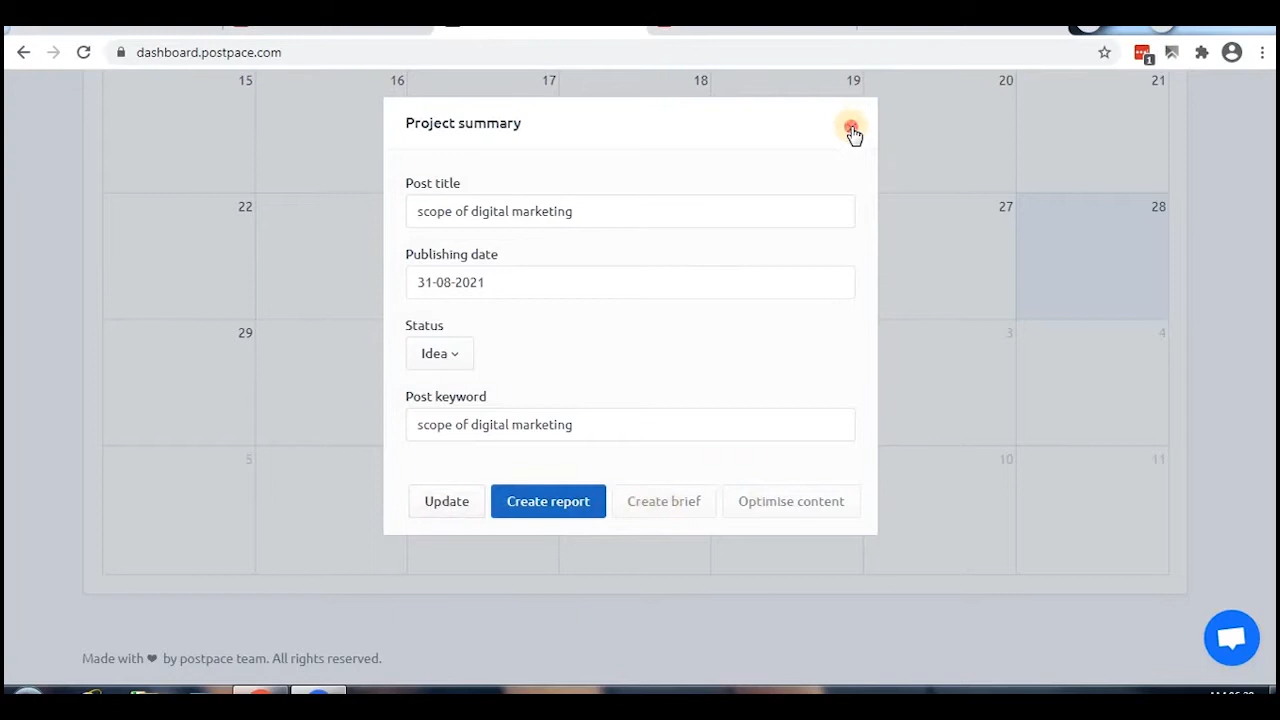 dashboard.postpace.com
1
15 16 17 18 19 20 21
Project summary
Post title
scope of digital marketing
22 27 28
Publishing date
31-08-2021
Status
29 3 4
Idea
Post keyword
scope of digital marketing
5 10 11
Update Create report Create brief Optimise content
Made with ❤ by postpace team. All rights reserved.